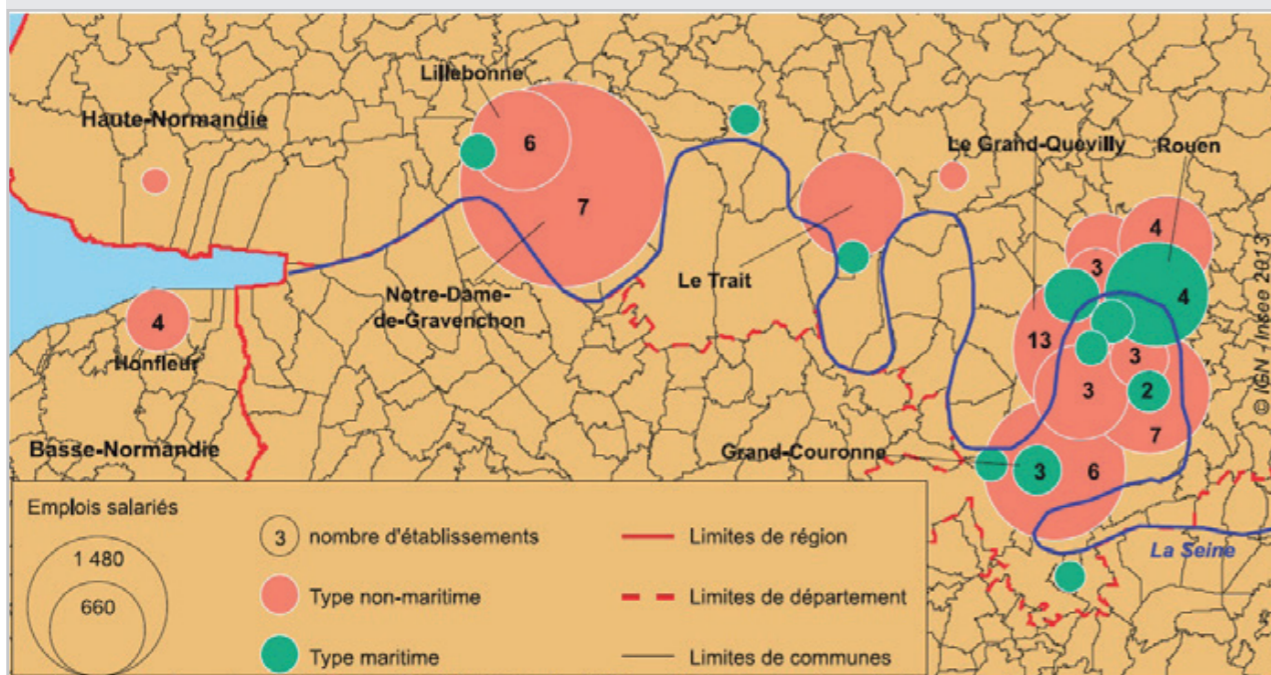 Lillebonne
Haute-Normandie
6
Le Grand-Quévilly
Rouen
7
4
3
4
Le Trait
Notre-Dame-
de-Gravenchon
4
Honfleur
13
3
3
2
7
Basse-Normandie
Grand-Couronne
3
6
© IGN - Insee 2013
La Seine
Emplois salariés
1 480
660
3 nombre d'établissements
Type non-maritime
Type maritime
Limites de région
Limites de département
Limites de communes